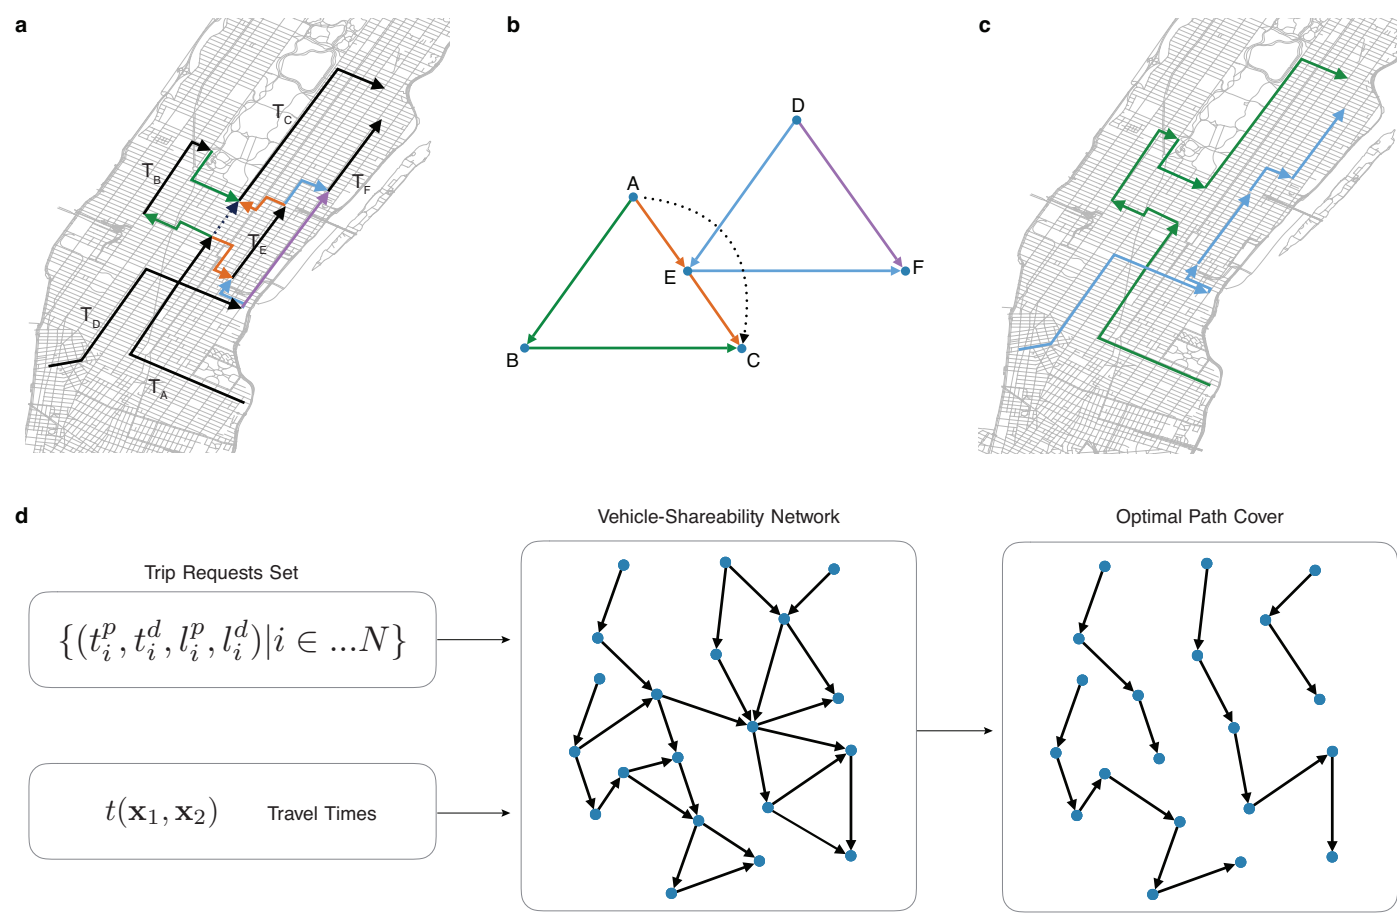 a
b
c
T_C
T_B
T_F
T_E
T_D
T_A
D
A
E
F
B
C
d
Vehicle-Shareability Network
Optimal Path Cover
Trip Requests Set
{(t_i^p, t_i^d, l_i^p, l_i^d)|i ∈ ...N}
t(x_1, x_2) Travel Times